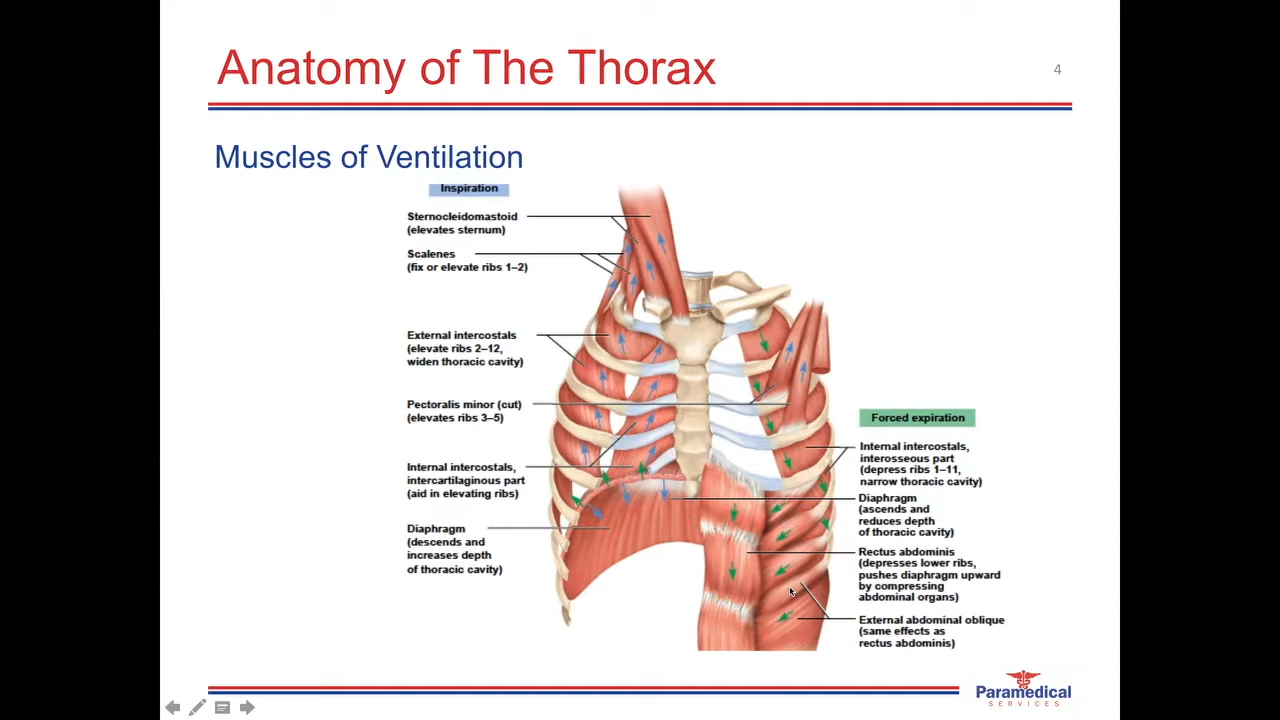 Anatomy of The Thorax
4
Muscles of Ventilation
Inspiration
Sternocleidomastoid
(elevates sternum)
Scalenes
(fix or elevate ribs 1–2)
External intercostals
(elevate ribs 2–12,
widen thoracic cavity)
Pectoralis minor (cut)
(elevates ribs 3–5)
Internal intercostals,
intercartilaginous part
(aid in elevating ribs)
Diaphragm
(descends and
increases depth
of thoracic cavity)
Forced expiration
Internal intercostals,
interosseous part
(depress ribs 1–11,
narrow thoracic cavity)
Diaphragm
(ascends and
reduces depth
of thoracic cavity)
Rectus abdominis
(depresses lower ribs,
pushes diaphragm upward
by compressing
abdominal organs)
External abdominal oblique
(same effects as
rectus abdominis)
Paramedical
SERVICES